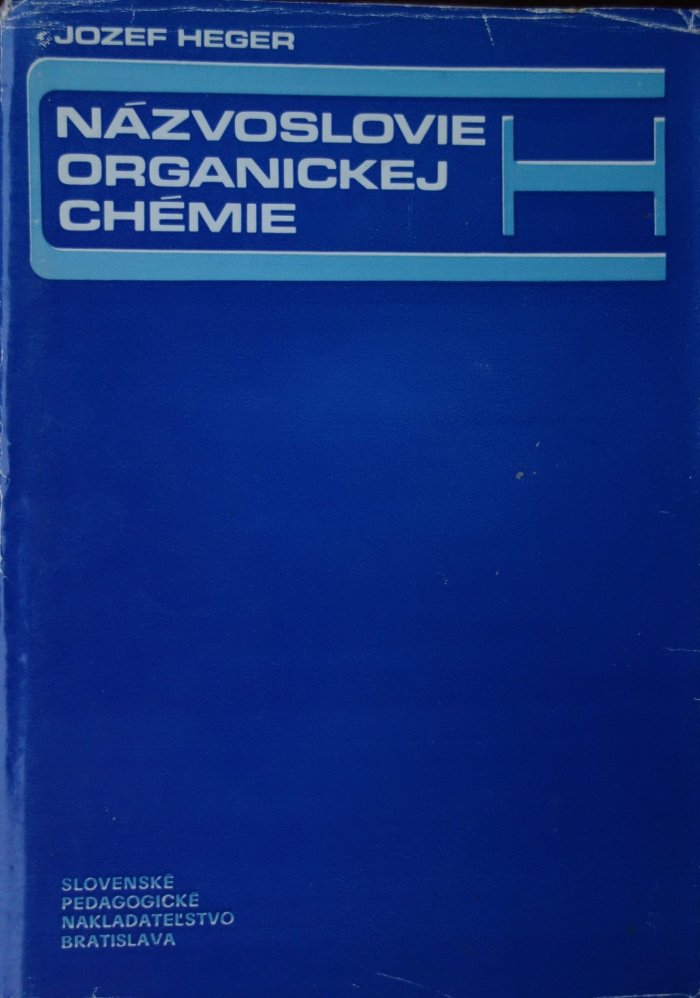 JOZEF HEGER
NÁZVOSLOVIE
ORGANICKEJ
CHÉMIE
SLOVENSKÉ
PEDAGOGICKÉ
NAKLADATEĽSTVO
BRATISLAVA